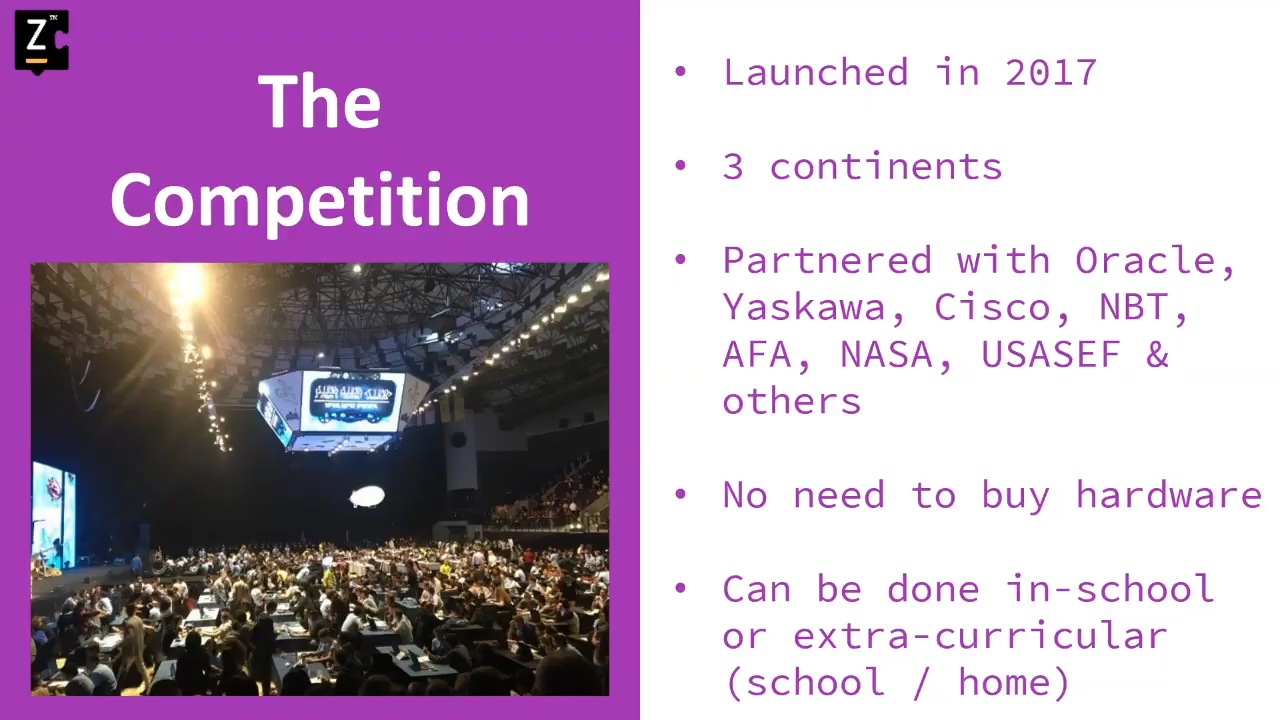 Z™
The
Competition
• Launched in 2017
• 3 continents
• Partnered with Oracle,
Yaskawa, Cisco, NBT,
AFA, NASA, USASEF &
others
• No need to buy hardware
• Can be done in-school
or extra-curricular
(school / home)